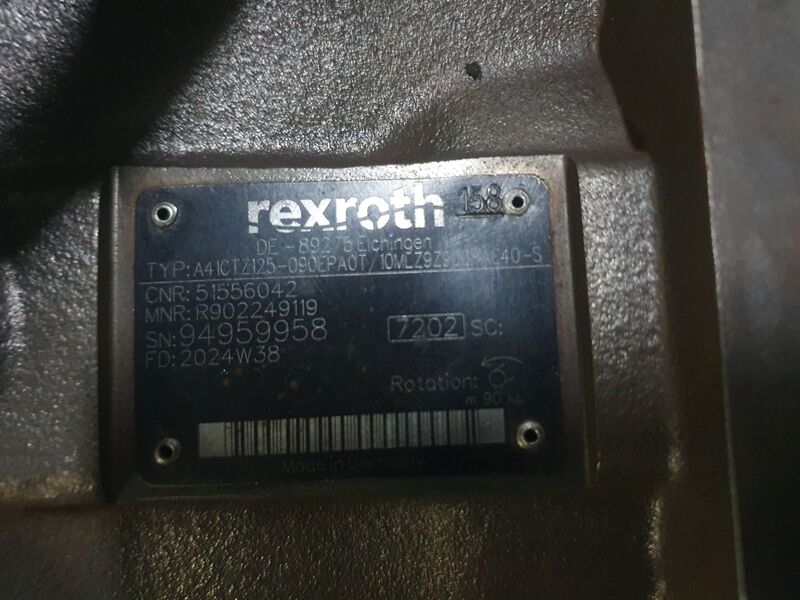 rexroth 158
DE - 89275 Elchingen
TYP:
CNR: 51556042
MNR: R902249119
SN: 94959958 7202 SC:
FD: 2024W38
Rotation:
m 90 kg
Made in Germany